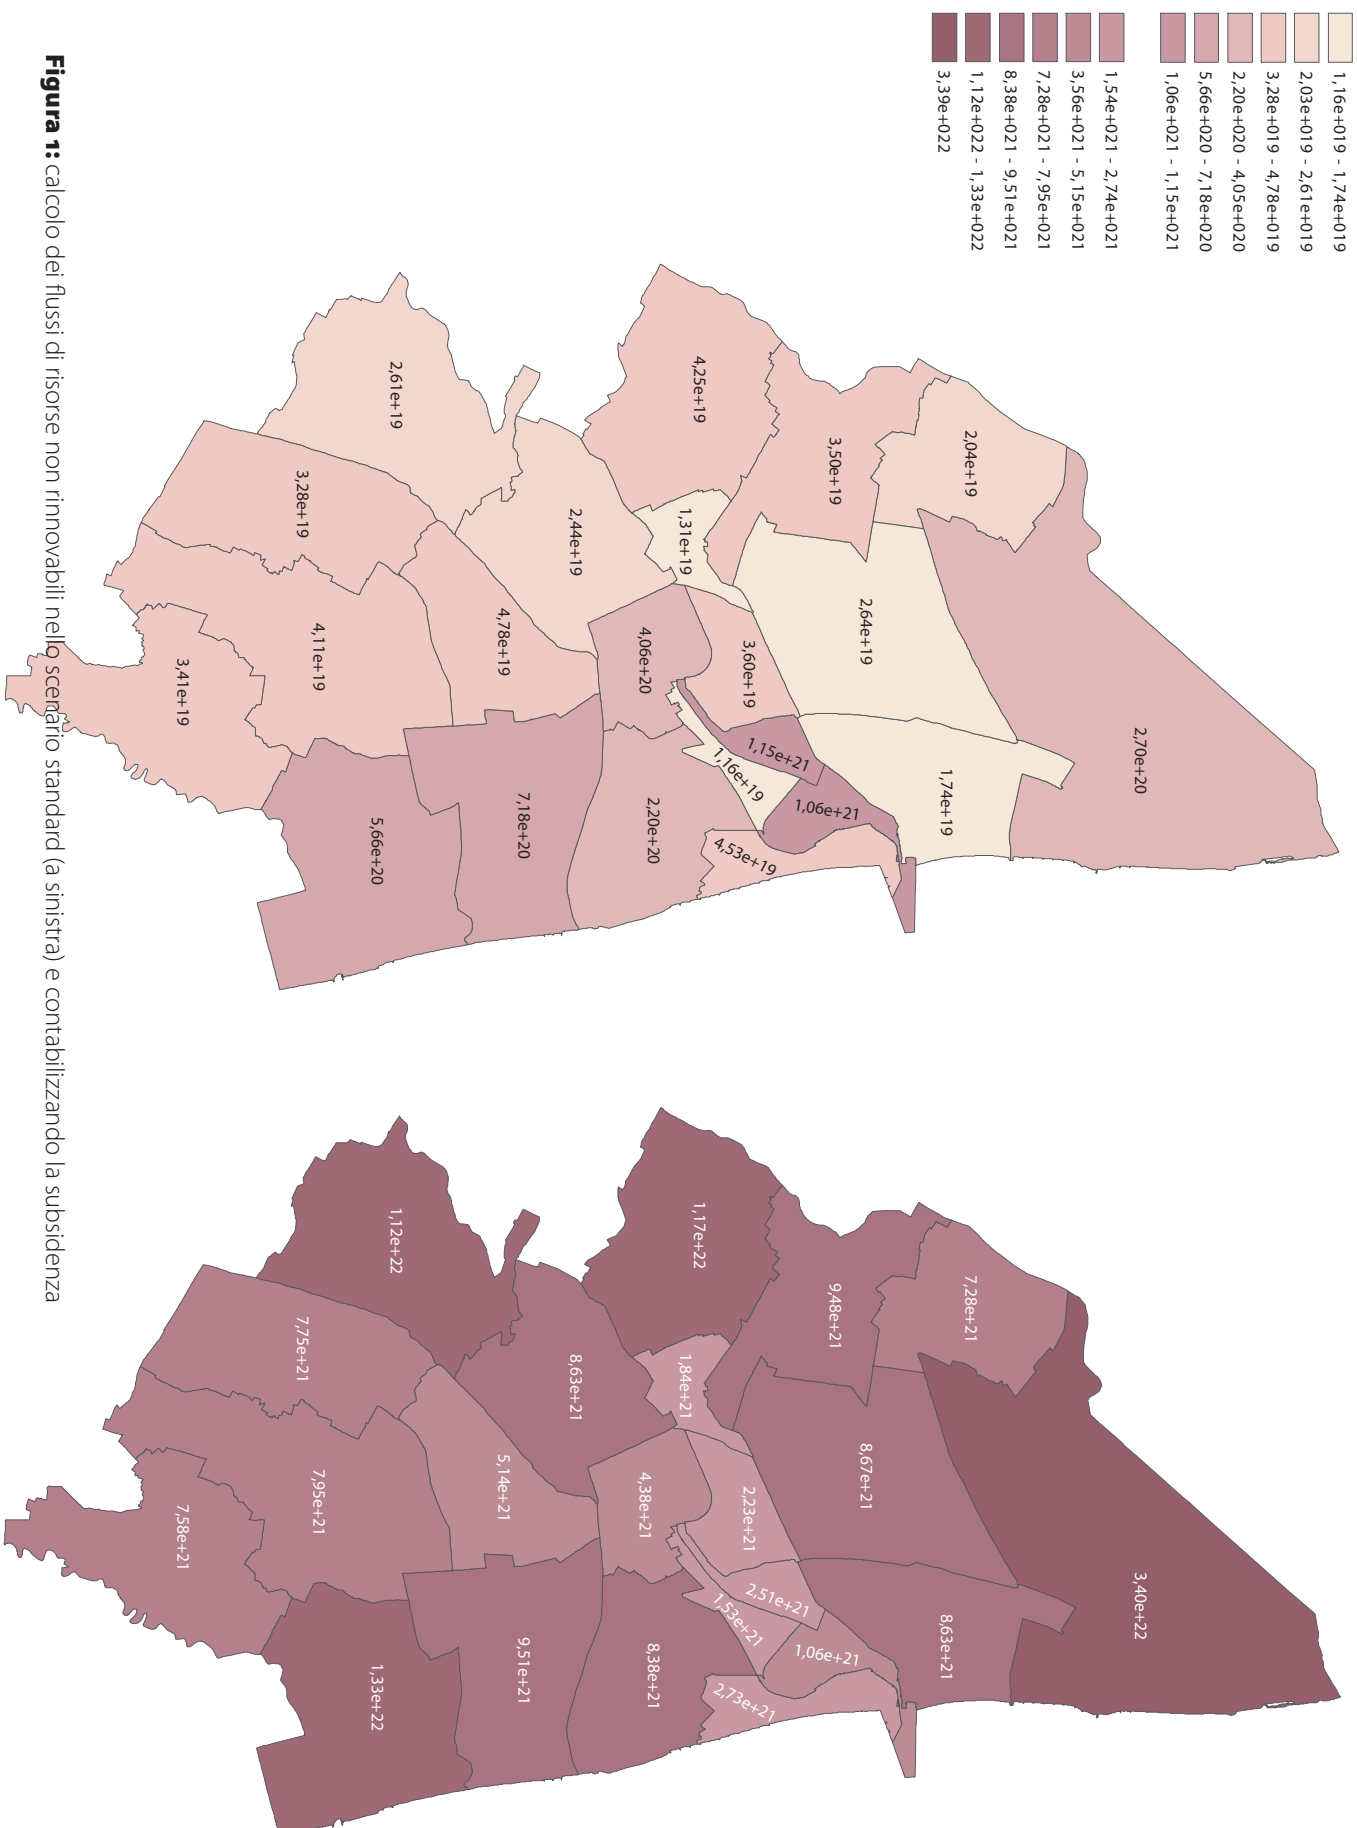 1,16e+019 - 1,74e+019
2,03e+019 - 2,61e+019
3,28e+019 - 4,78e+019
2,20e+020 - 4,05e+020
5,66e+020 - 7,18e+020
1,06e+021 - 1,15e+021
1,54e+021 - 2,74e+021
3,56e+021 - 5,15e+021
7,28e+021 - 7,95e+021
8,38e+021 - 9,51e+021
1,12e+022 - 1,33e+022
3,39e+022
2,70e+20
2,04e+19
1,74e+19
2,64e+19
3,50e+19
1,06e+21
1,15e+21
3,60e+19
4,53e+19
1,16e+19
4,25e+19
1,31e+19
2,20e+20
4,06e+20
2,44e+19
7,18e+20
4,78e+19
2,61e+19
5,66e+20
4,11e+19
3,28e+19
3,41e+19
3,40e+22
7,28e+21
8,63e+21
8,67e+21
9,48e+21
1,06e+21
2,51e+21
2,23e+21
2,73e+21
1,53e+21
1,17e+22
1,84e+21
8,38e+21
4,38e+21
8,63e+21
9,51e+21
5,14e+21
1,12e+22
1,33e+22
7,95e+21
7,75e+21
7,58e+21
Figura 1: calcolo dei flussi di risorse non rinnovabili nello scenario standard (a sinistra) e contabilizzando la subsidenza